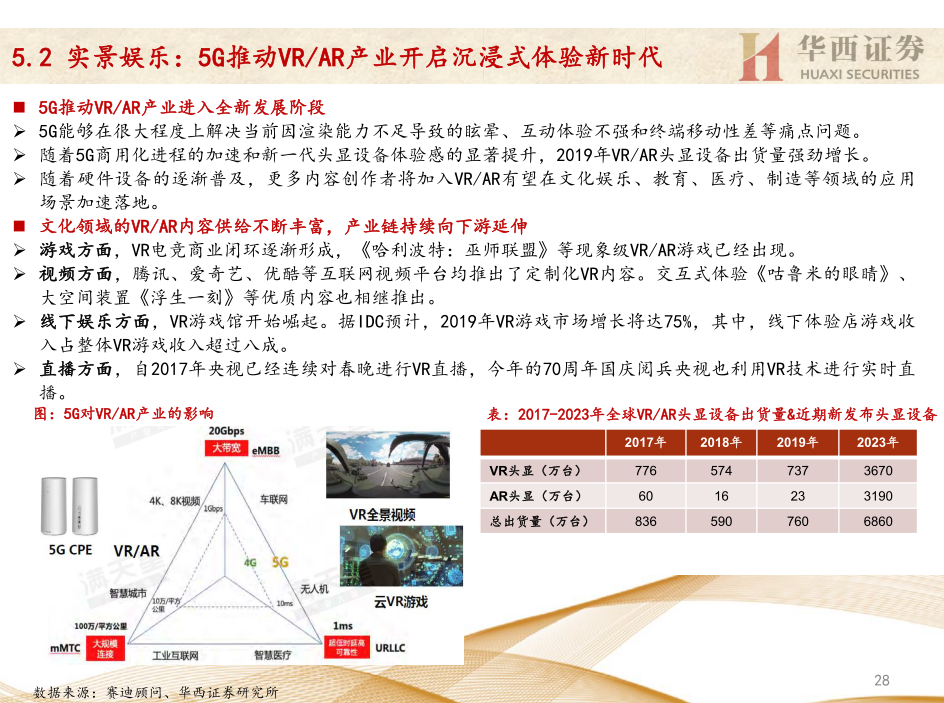 5.2 实景娱乐：5G推动VR/AR产业开启沉浸式体验新时代
华西证券
HUAXI SECURITIES
■ 5G推动VR/AR产业进入全新发展阶段
➢ 5G能够在很大程度上解决当前因渲染能力不足导致的眩晕、互动体验不强和终端移动性差等痛点问题。
➢ 随着5G商用化进程的加速和新一代头显设备体验感的显著提升，2019年VR/AR头显设备出货量强劲增长。
➢ 随着硬件设备的逐渐普及，更多内容创作者将加入VR/AR有望在文化娱乐、教育、医疗、制造等领域的应用
场景加速落地。
■ 文化领域的VR/AR内容供给不断丰富，产业链持续向下游延伸
➢ 游戏方面，VR电竞商业闭环逐渐形成，《哈利波特：巫师联盟》等现象级VR/AR游戏已经出现。
➢ 视频方面，腾讯、爱奇艺、优酷等互联网视频平台均推出了定制化VR内容。交互式体验《咕鲁米的眼睛》、
大空间装置《浮生一刻》等优质内容也相继推出。
➢ 线下娱乐方面，VR游戏馆开始崛起。据IDC预计，2019年VR游戏市场增长将达75%，其中，线下体验店游戏收
入占整体VR游戏收入超过八成。
➢ 直播方面，自2017年央视已经连续对春晚进行VR直播，今年的70周年国庆阅兵央视也利用VR技术进行实时直
播。
图：5G对VR/AR产业的影响
20Gbps
大带宽 eMBB
4K、8K视频
1Gbps
车联网
VR全景视频
5G CPE
VR/AR
4G 5G
智慧城市
10万/平方
公里
10ms
无人机
云VR游戏
100万/平方公里
1ms
mMTC
大规模
连接
超低时延高
可靠性
URLLC
工业互联网
智慧医疗
表：2017-2023年全球VR/AR头显设备出货量&近期新发布头显设备
2017年 2018年 2019年 2023年
VR头显（万台） 776 574 737 3670
AR头显（万台） 60 16 23 3190
总出货量（万台） 836 590 760 6860
数据来源：赛迪顾问、华西证券研究所
28